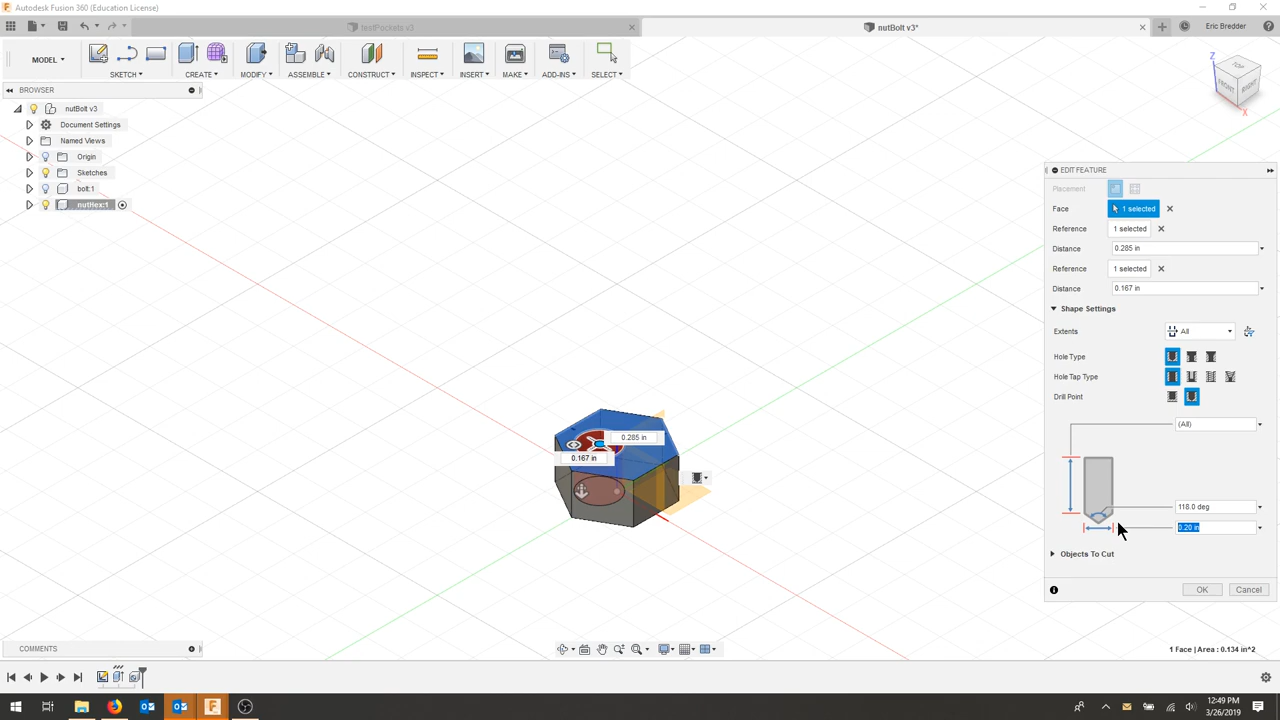 Autodesk Fusion 360 (Education License)
testPockets v3
nutBolt v3*
Eric Bredder
MODEL
SKETCH
CREATE
MODIFY
ASSEMBLE
CONSTRUCT
INSPECT
INSERT
MAKE
ADD-INS
SELECT
TOP
FRONT
RIGHT
Z
X
BROWSER
nutBolt v3
Document Settings
Named Views
Origin
Sketches
bolt:1
nutHex:1
EDIT FEATURE
Placement
Face 1 selected
Reference 1 selected
Distance 0.285 in
Reference 1 selected
Distance 0.167 in
Shape Settings
Extents All
Hole Type
Hole Tap Type
Drill Point
(All)
118.0 deg
0.20 in
Objects To Cut
OK Cancel
0.285 in
0.167 in
COMMENTS
1 Face | Area : 0.134 in^2
12:49 PM
3/26/2019